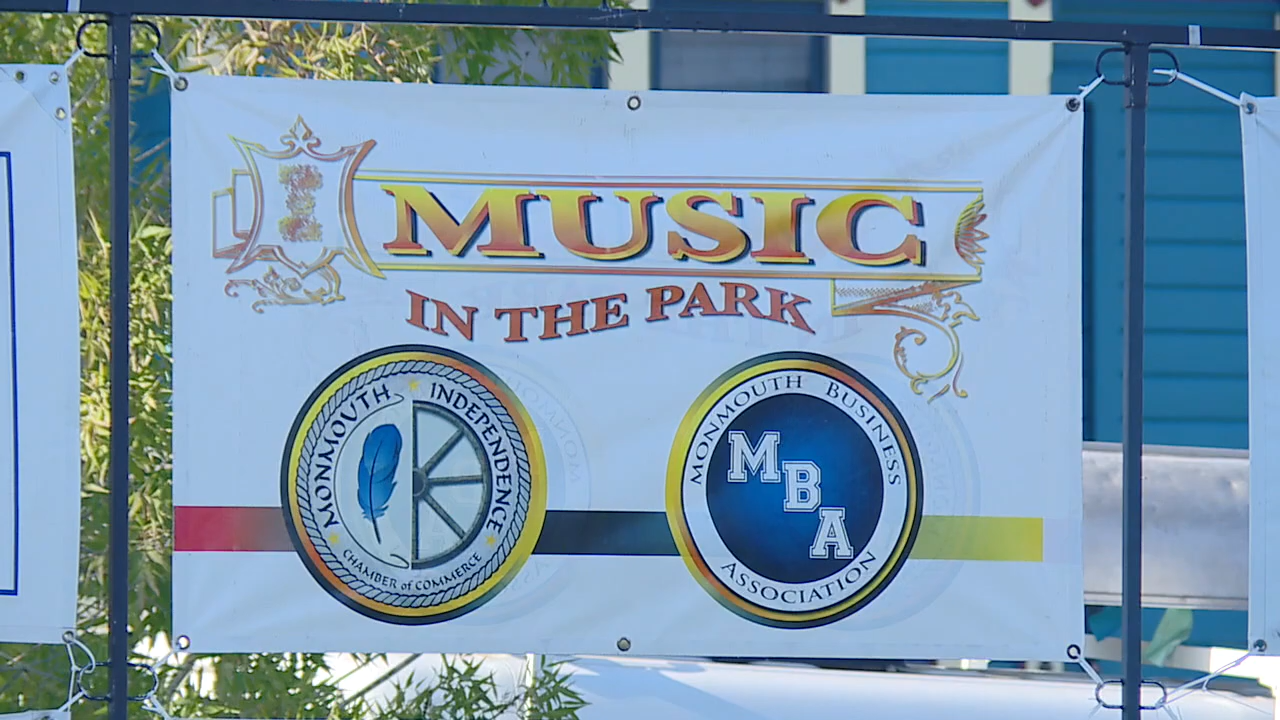 MUSIC
IN THE PARK
MONMOUTH INDEPENDENCE
CHAMBER of COMMERCE
MONMOUTH BUSINESS
MBA
ASSOCIATION